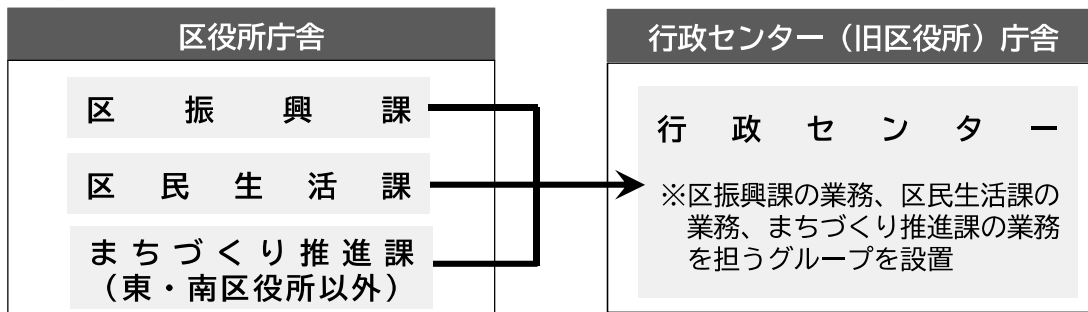 区役所庁舎
区振興課
区民生活課
まちづくり推進課
（東・南区役所以外）
行政センター（旧区役所）庁舎
行政センター
※区振興課の業務、区民生活課の
業務、まちづくり推進課の業務
を担うグループを設置